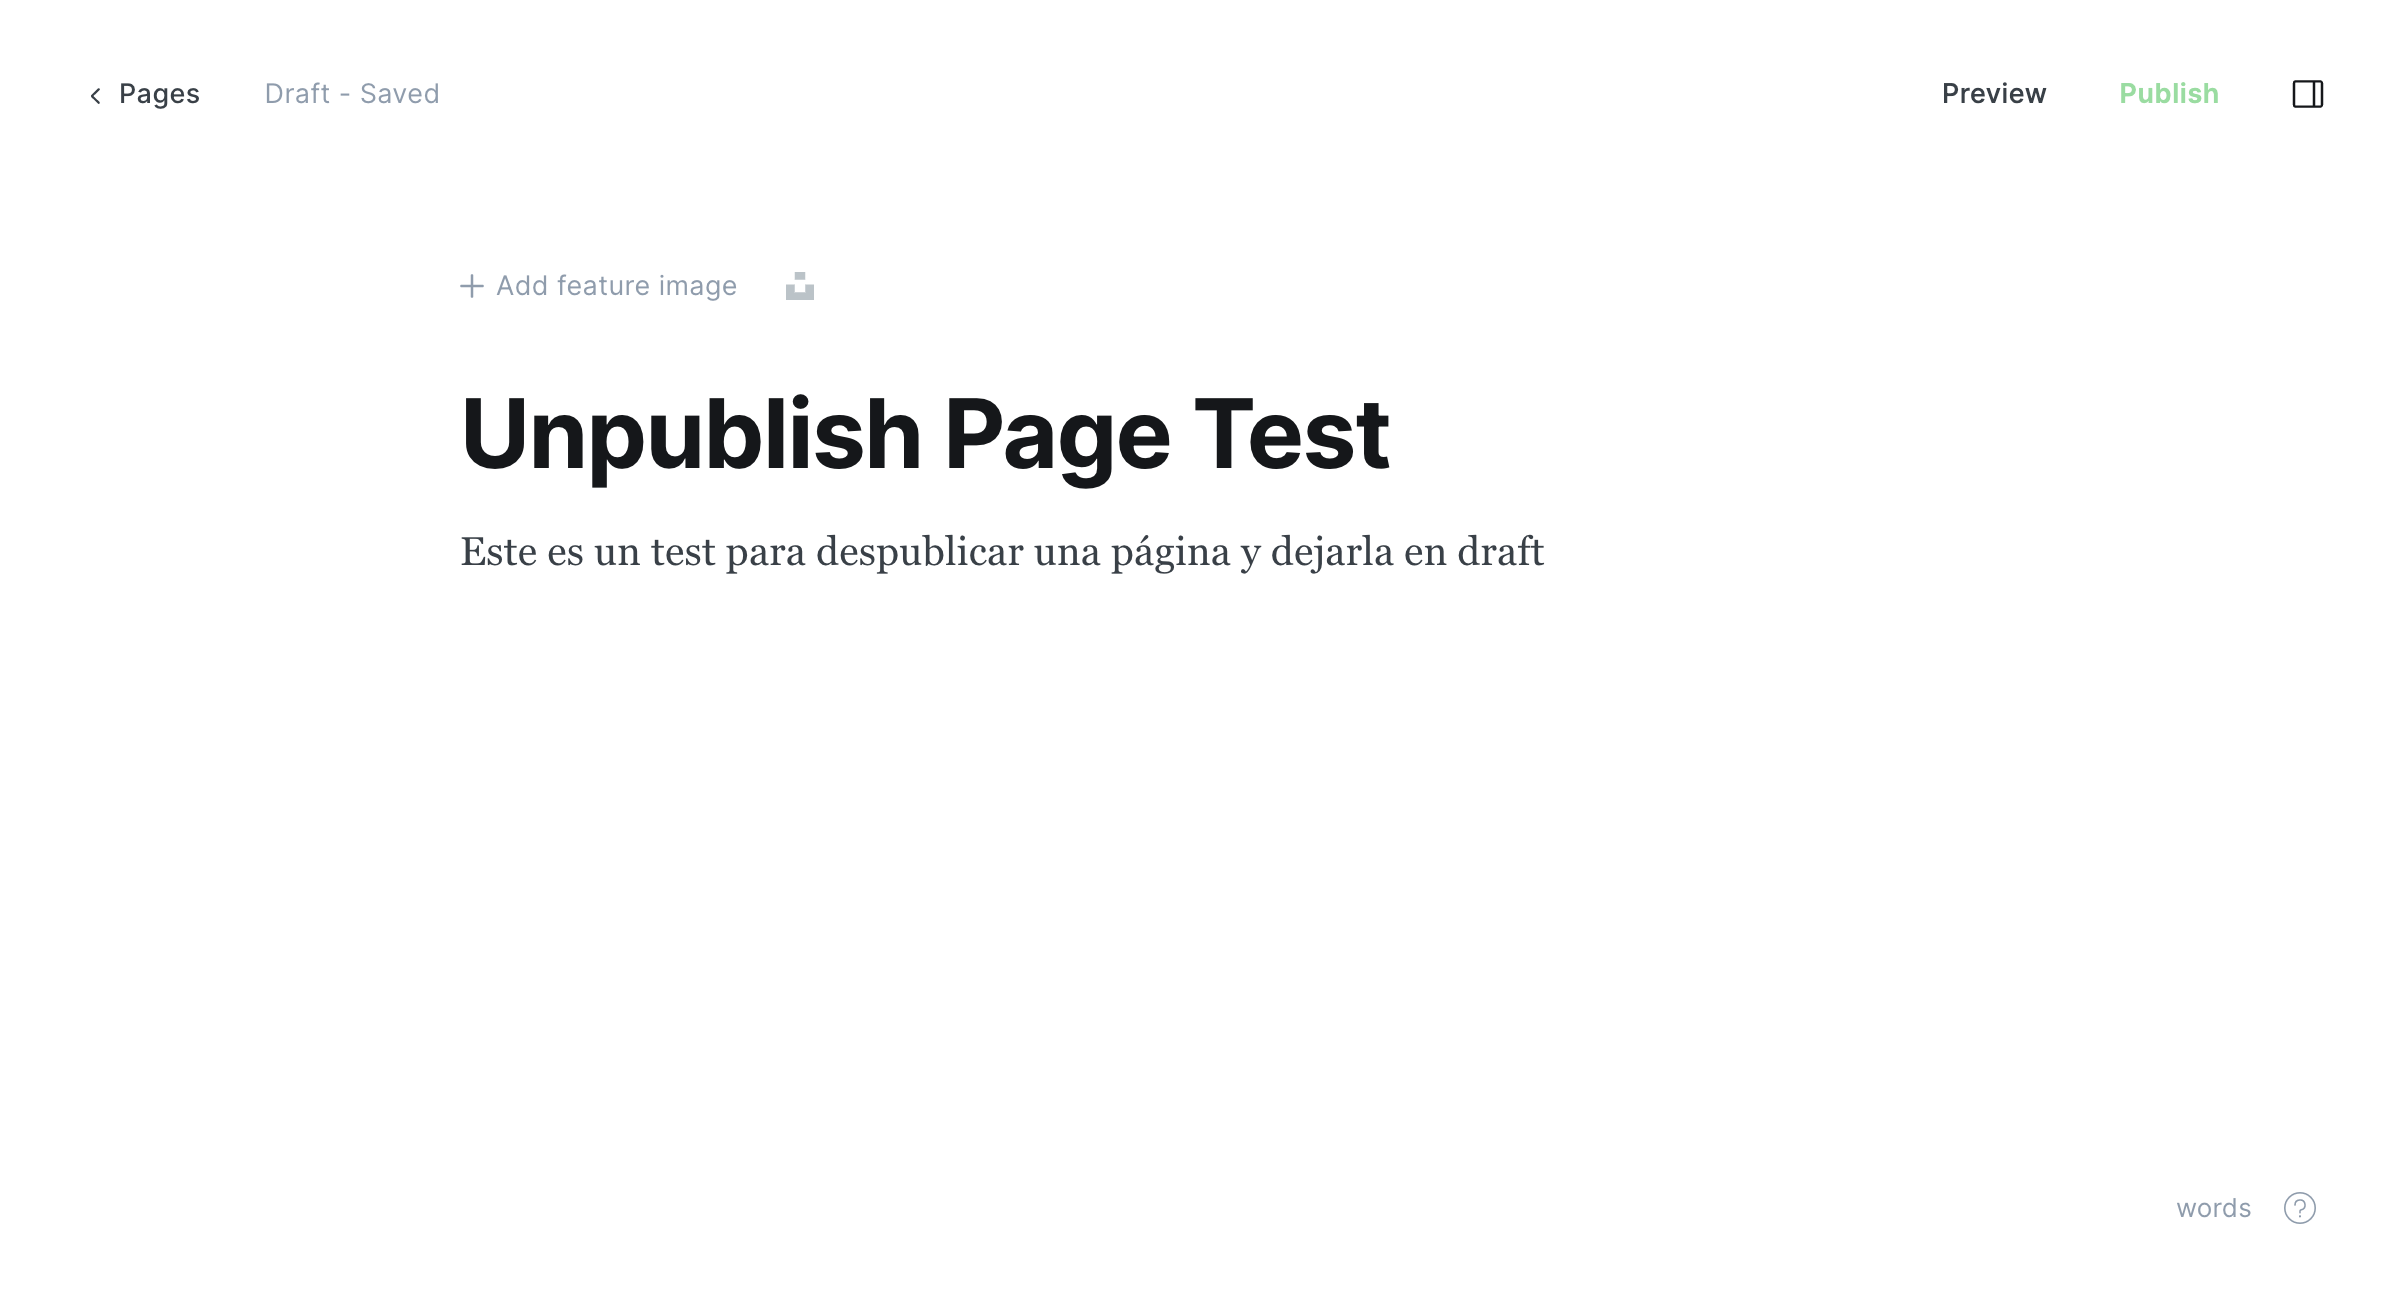 Pages
Draft - Saved
Preview
Publish
Add feature image
Unpublish Page Test
Este es un test para despublicar una página y dejarla en draft
words
?